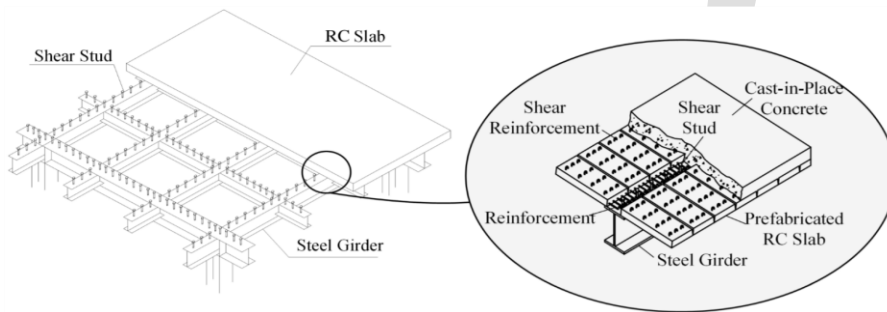 RC Slab
Shear Stud
Steel Girder
Cast-in-Place
Concrete
Shear
Stud
Shear
Reinforcement
Reinforcement
Prefabricated
RC Slab
Steel Girder